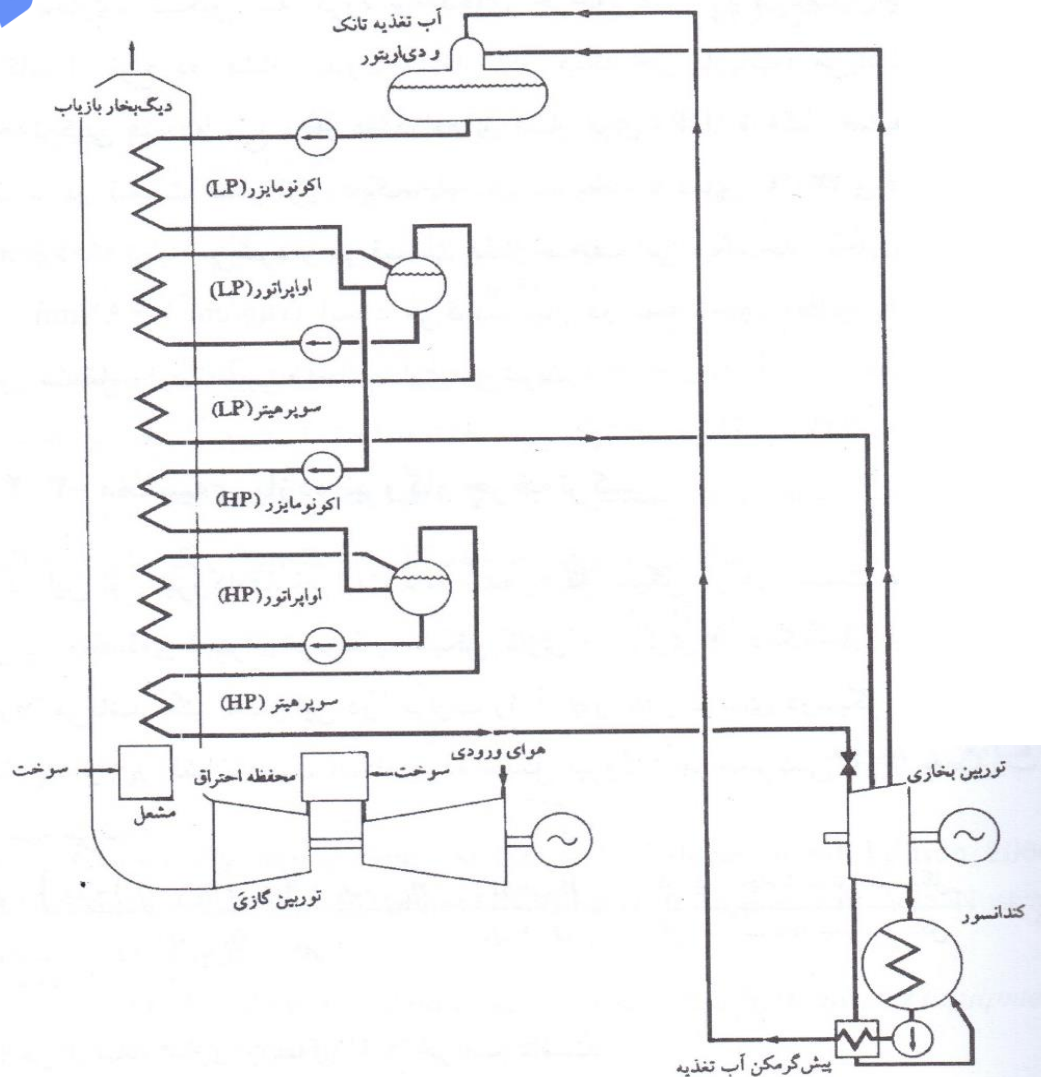 آب تغذیه تانک
و دی‌اریتور
دیگ‌بخار بازیاب
اکونومایزر (LP)
اواپراتور (LP)
سوپرهیتر (LP)
اکونومایزر (HP)
اواپراتور (HP)
سوپرهیتر (HP)
هوای ورودی
سوخت
محفظه احتراق
سوخت
مشعل
توربین گازی
توربین بخاری
کندانسور
پیش‌گرمکن آب تغذیه